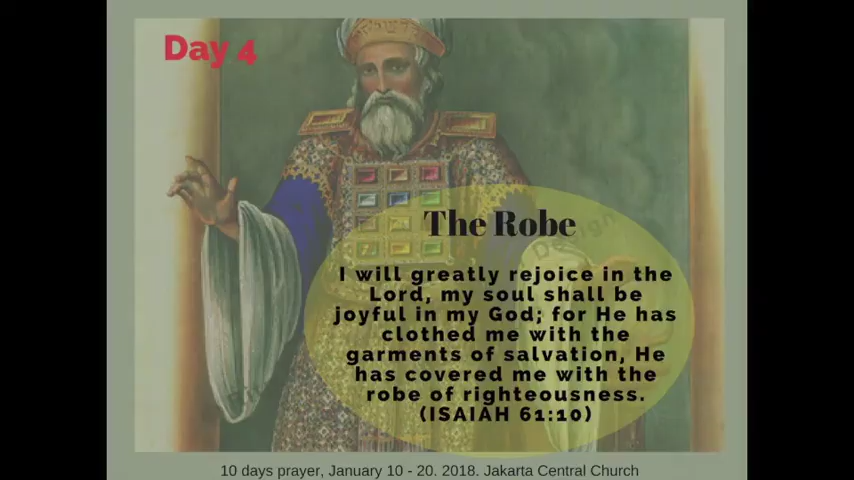 Day 4
The Robe
I will greatly rejoice in the
Lord, my soul shall be
joyful in my God; for He has
clothed me with the
garments of salvation, He
has covered me with the
robe of righteousness.
(ISAIAH 61:10)
10 days prayer, January 10 - 20. 2018. Jakarta Central Church